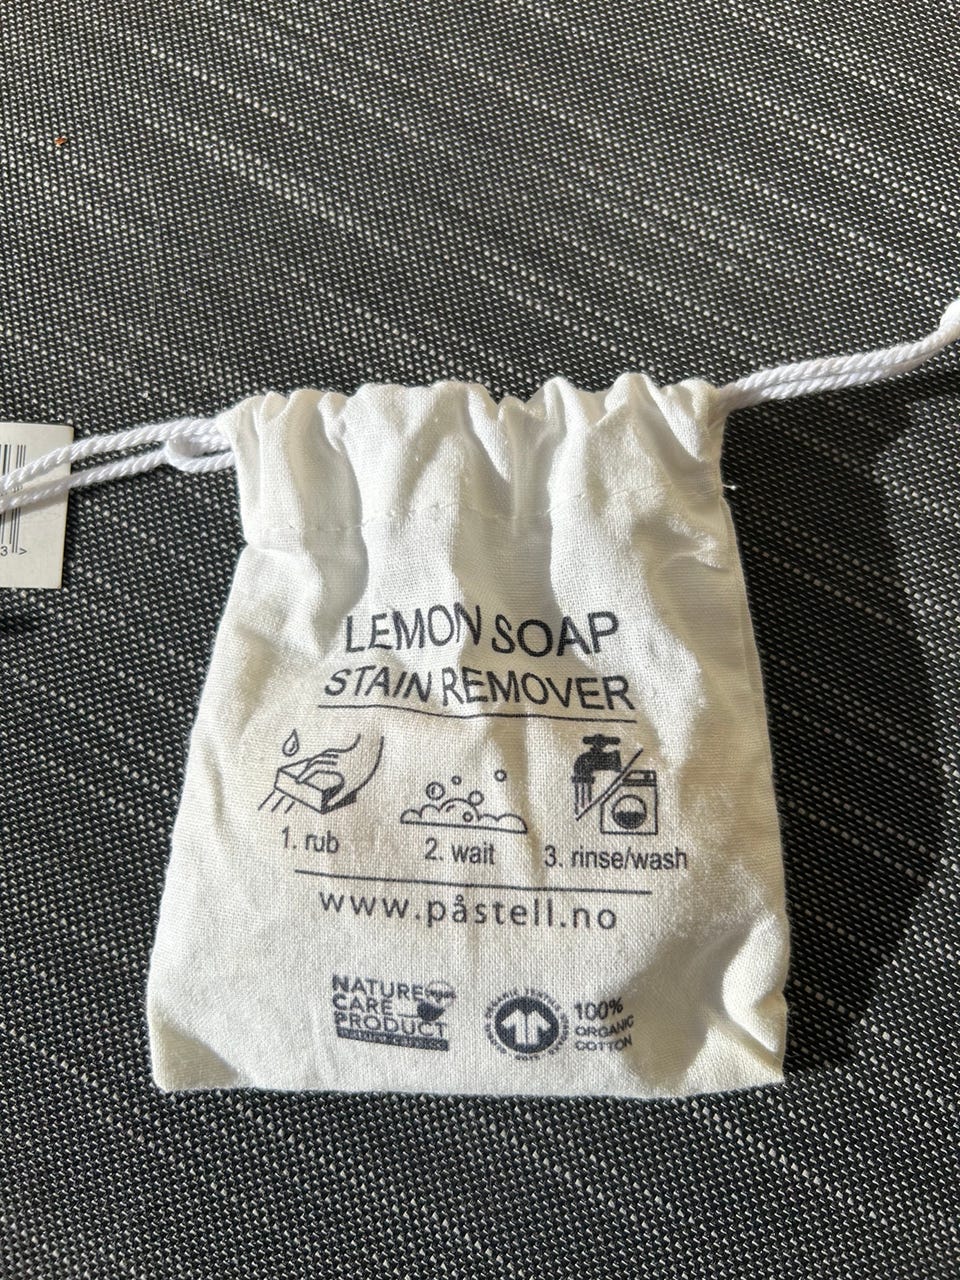 LEMON SOAP
STAIN REMOVER
1. rub
2. wait
3. rinse/wash
www.påstell.no
NATURE
CARE
PRODUCT
100%
ORGANIC
COTTON
3 >